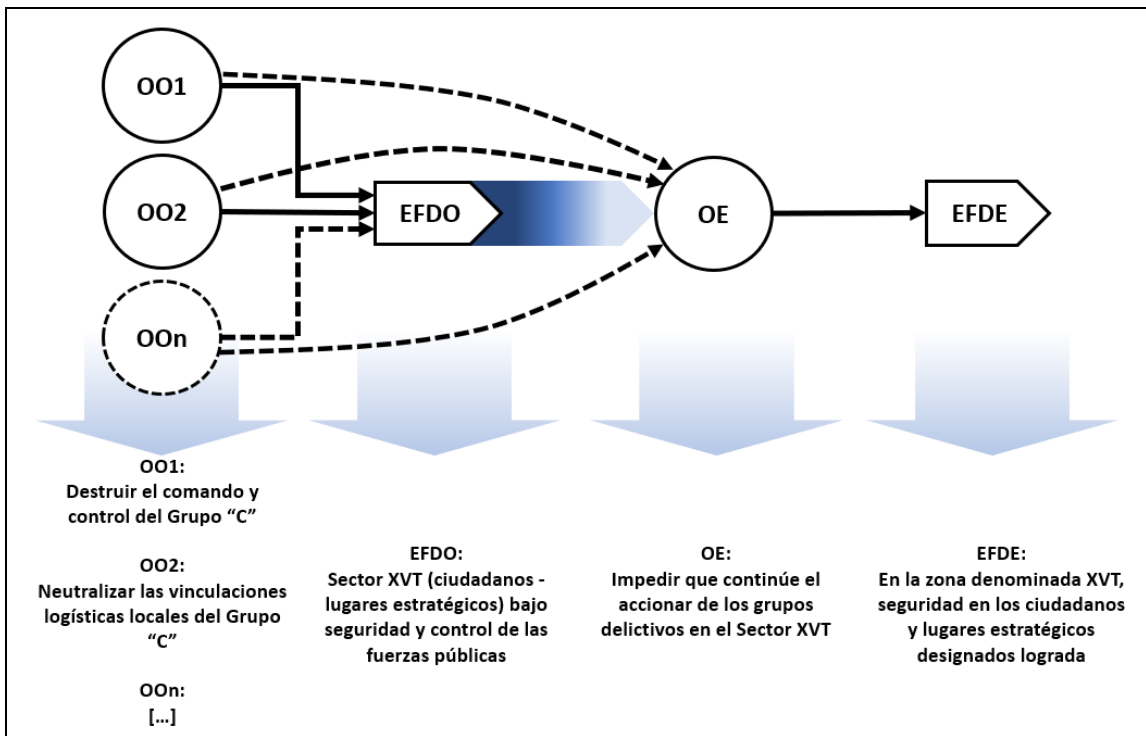 OO1
OO2
OOn
EFDO
OE
EFDE
OO1:
Destruir el comando y
control del Grupo “C”
OO2:
Neutralizar las vinculaciones
logísticas locales del Grupo
“C”
OOn:
[...]
EFDO:
Sector XVT (ciudadanos -
lugares estratégicos) bajo
seguridad y control de las
fuerzas públicas
OE:
Impedir que continúe el
accionar de los grupos
delictivos en el Sector XVT
EFDE:
En la zona denominada XVT,
seguridad en los ciudadanos
y lugares estratégicos
designados lograda